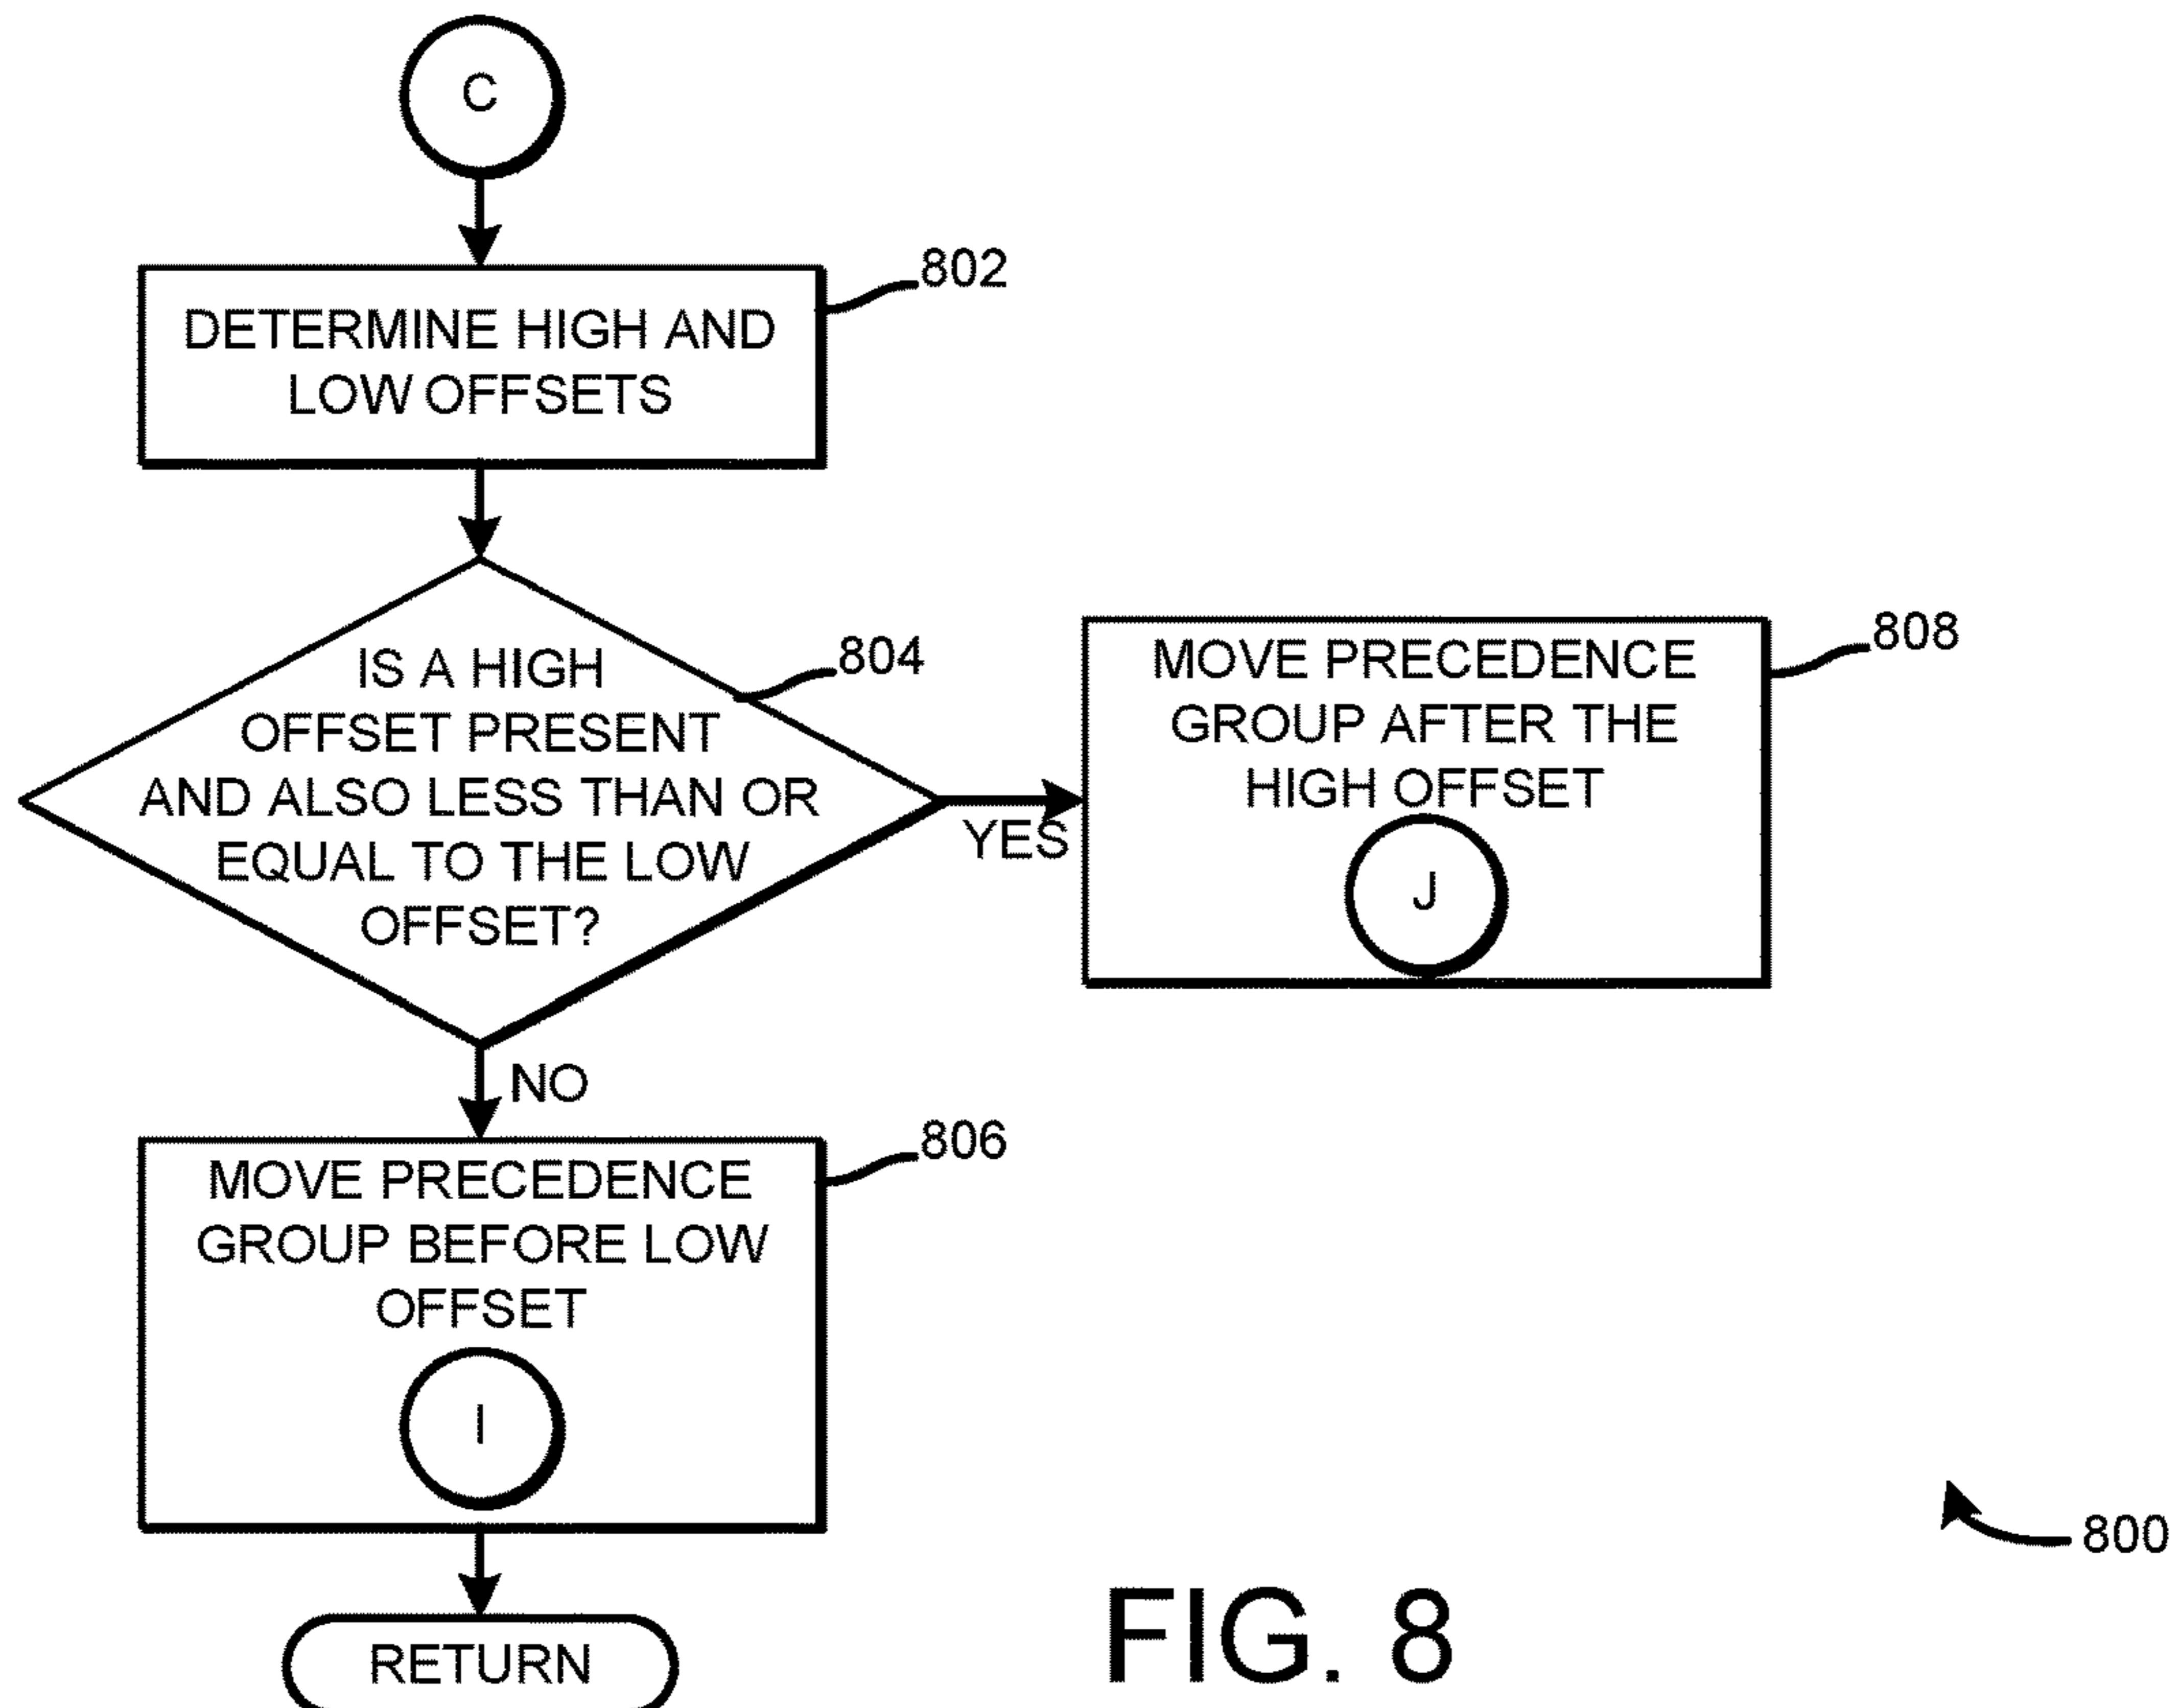 C
802
DETERMINE HIGH AND
LOW OFFSETS
804
IS A HIGH
OFFSET PRESENT
AND ALSO LESS THAN OR
EQUAL TO THE LOW
OFFSET?
YES
808
MOVE PRECEDENCE
GROUP AFTER THE
HIGH OFFSET
J
NO
806
MOVE PRECEDENCE
GROUP BEFORE LOW
OFFSET
I
RETURN
800
FIG. 8